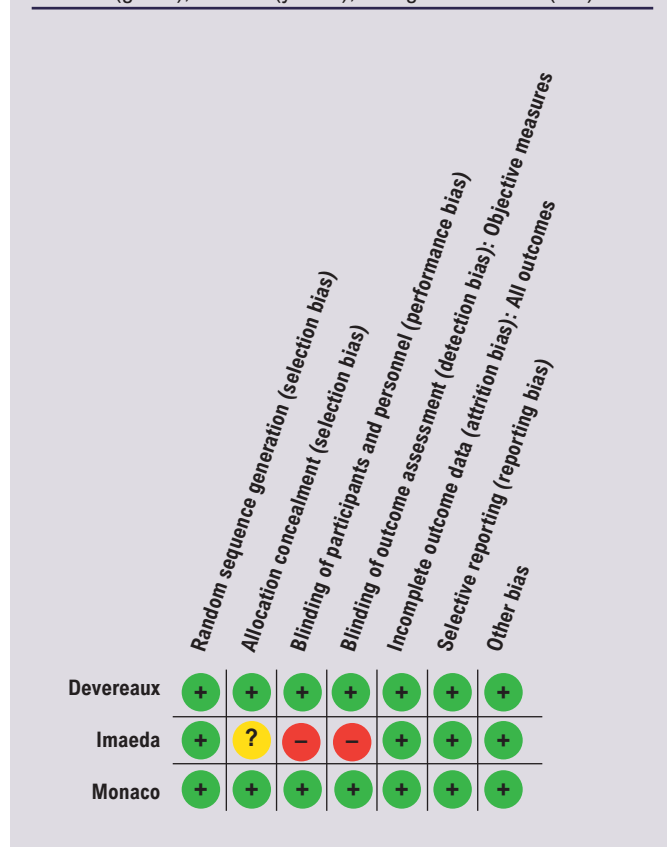 Random sequence generation (selection bias)
Allocation concealment (selection bias)
Blinding of participants and personnel (performance bias)
Blinding of outcome assessment (detection bias): Objective measures
Incomplete outcome data (attrition bias): All outcomes
Selective reporting (reporting bias)
Other bias
Devereaux + + + + + + +
Imaeda + ? – – + + +
Monaco + + + + + + +